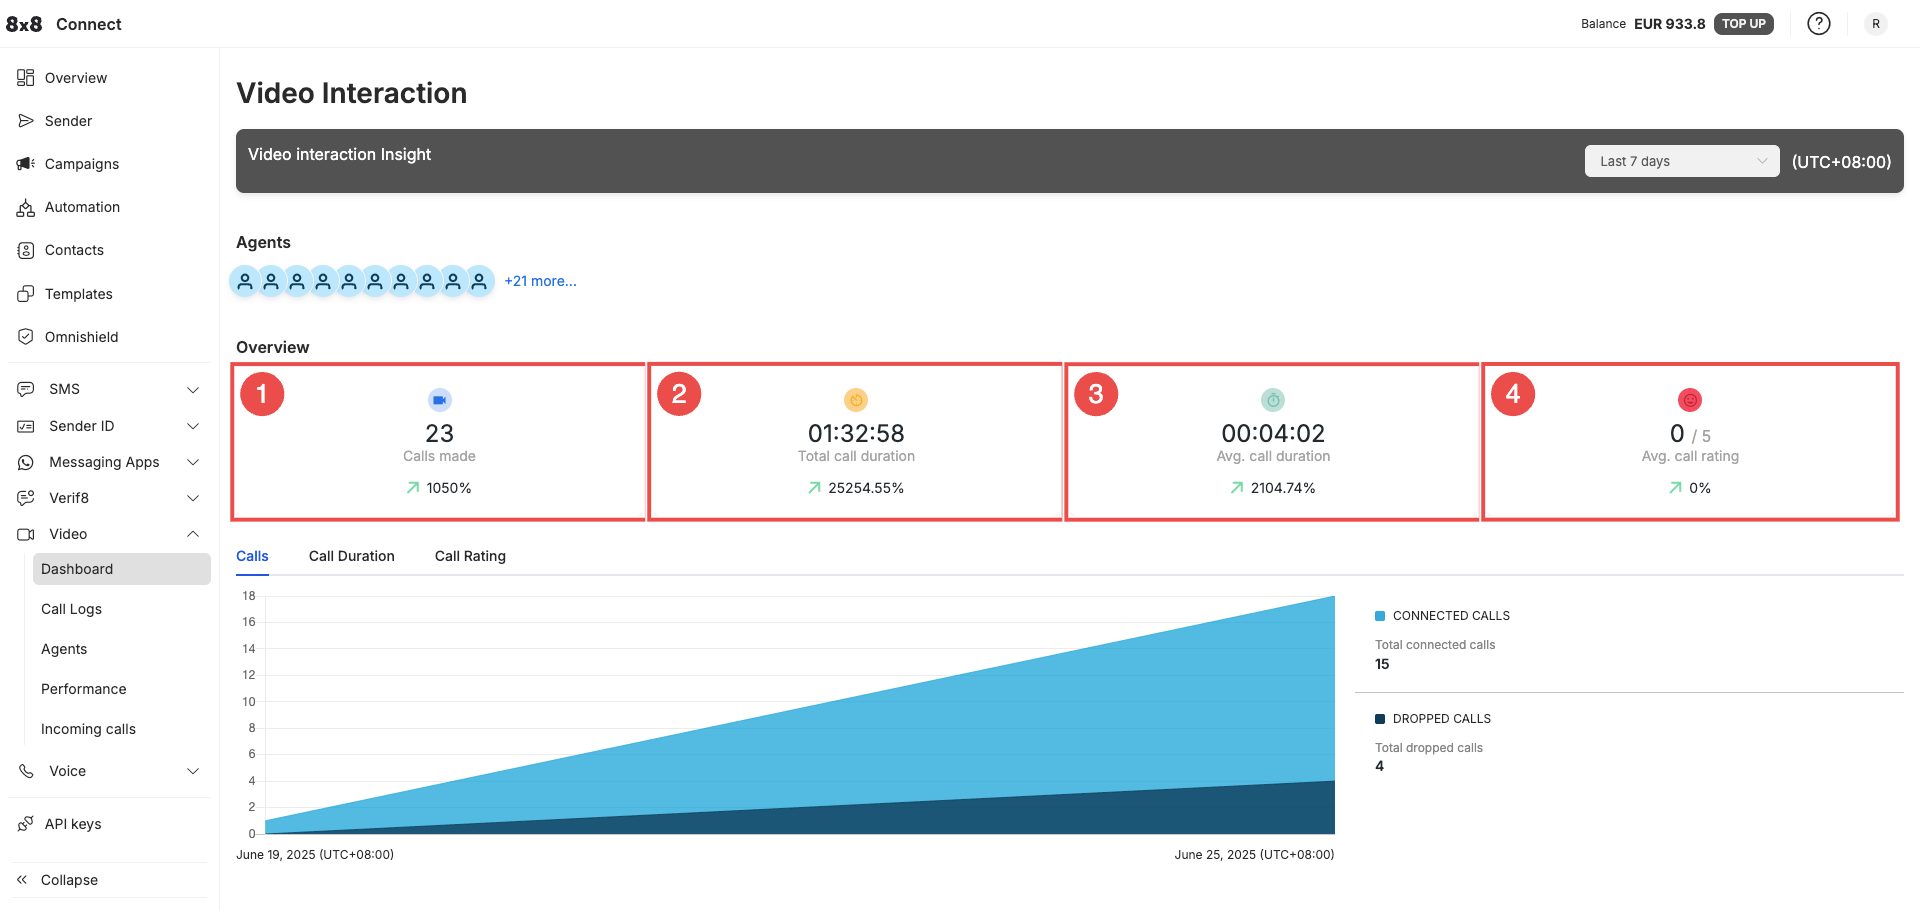 8x8 Connect
Balance EUR 933.8 TOP UP ? R
Overview
Sender
Campaigns
Automation
Contacts
Templates
Omnishield
SMS
Sender ID
Messaging Apps
Verif8
Video
Dashboard
Call Logs
Agents
Performance
Incoming calls
Voice
API keys
Collapse
Video Interaction
Video interaction Insight
Last 7 days (UTC+08:00)
Agents
+21 more...
Overview
1
23
Calls made
1050%
2
01:32:58
Total call duration
25254.55%
3
00:04:02
Avg. call duration
2104.74%
4
0 / 5
Avg. call rating
0%
Calls Call Duration Call Rating
18
16
14
12
10
8
6
4
2
0
June 19, 2025 (UTC+08:00) June 25, 2025 (UTC+08:00)
CONNECTED CALLS
Total connected calls
15
DROPPED CALLS
Total dropped calls
4